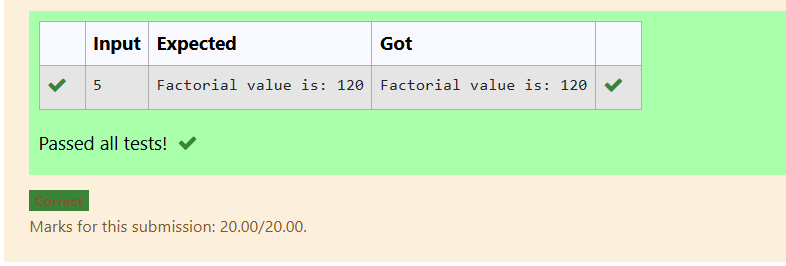 Input Expected Got
5 Factorial value is: 120 Factorial value is: 120
Passed all tests!
Correct
Marks for this submission: 20.00/20.00.